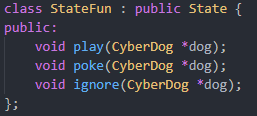 class StateFun : public State {
public:
    void play(CyberDog *dog);
    void poke(CyberDog *dog);
    void ignore(CyberDog *dog);
};